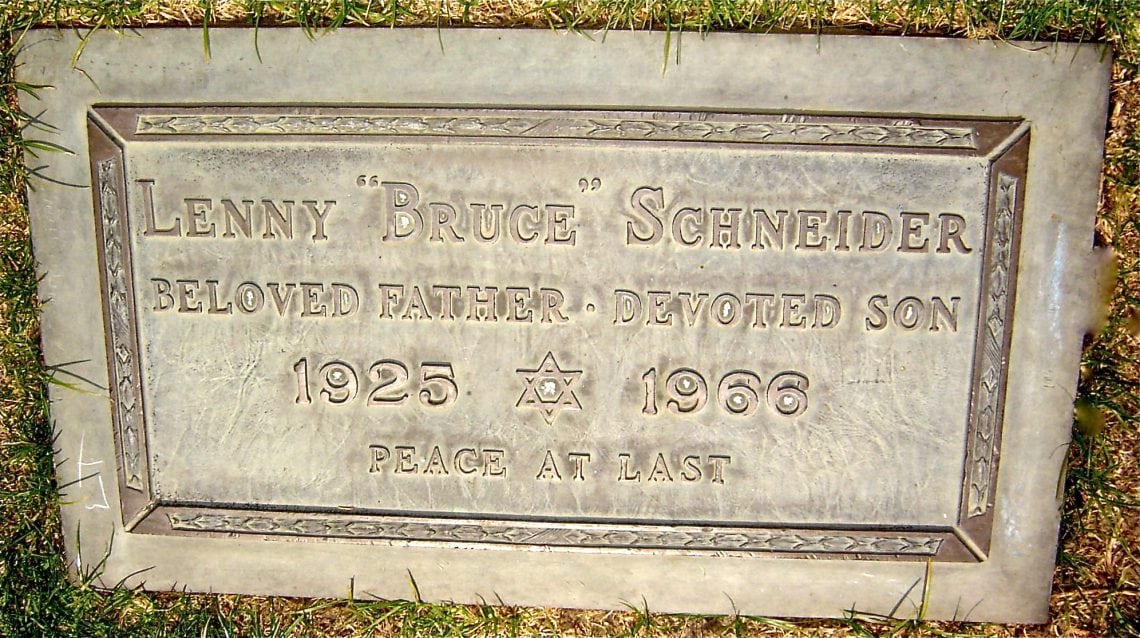 Lenny “Bruce” Schneider
BELOVED FATHER · DEVOTED SON
1925 ✡ 1966
PEACE AT LAST